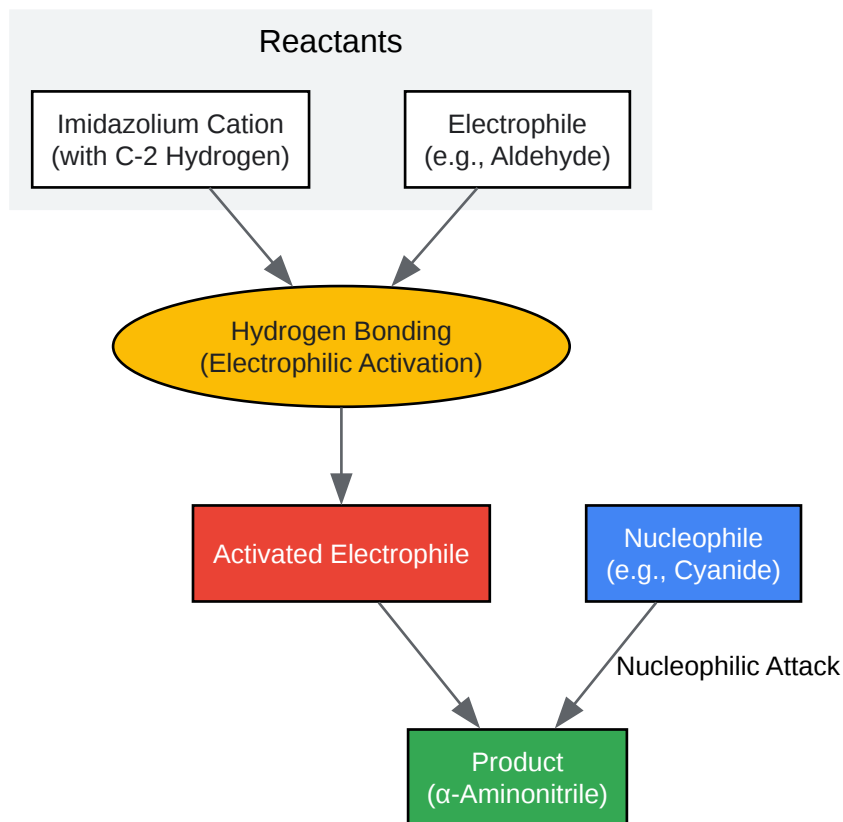 Reactants
Imidazolium Cation
(with C-2 Hydrogen)
Electrophile
(e.g., Aldehyde)
Hydrogen Bonding
(Electrophilic Activation)
Activated Electrophile
Nucleophile
(e.g., Cyanide)
Nucleophilic Attack
Product
(α-Aminonitrile)